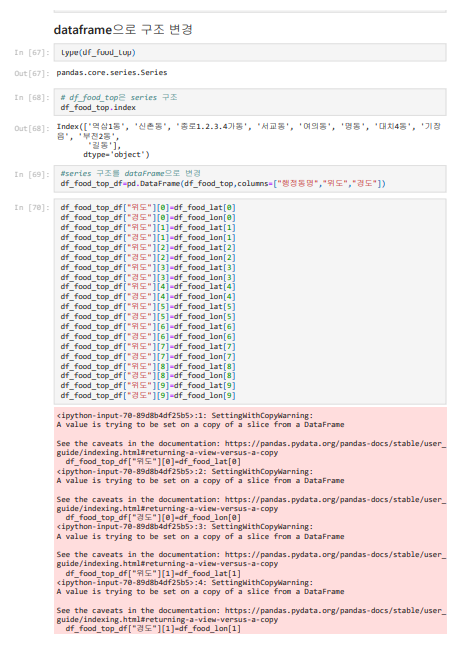 dataframe으로 구조 변경
In [67]: type(df_food_top)
Out[67]: pandas.core.series.Series
In [68]: # df_food_top은 series 구조
df_food_top.index
Out[68]: Index(['역삼1동', '신촌동', '종로1.2.3.4가동', '서교동', '여의동', '명동', '대치4동', '기장
읍', '부전2동',
'길동'],
dtype='object')
In [69]: #series 구조를 dataFrame으로 변경
df_food_top_df=pd.DataFrame(df_food_top,columns=["행정동명","위도","경도"])
In [70]: df_food_top_df["위도"][0]=df_food_lat[0]
df_food_top_df["경도"][0]=df_food_lon[0]
df_food_top_df["위도"][1]=df_food_lat[1]
df_food_top_df["경도"][1]=df_food_lon[1]
df_food_top_df["위도"][2]=df_food_lat[2]
df_food_top_df["경도"][2]=df_food_lon[2]
df_food_top_df["위도"][3]=df_food_lat[3]
df_food_top_df["경도"][3]=df_food_lon[3]
df_food_top_df["위도"][4]=df_food_lat[4]
df_food_top_df["경도"][4]=df_food_lon[4]
df_food_top_df["위도"][5]=df_food_lat[5]
df_food_top_df["경도"][5]=df_food_lon[5]
df_food_top_df["위도"][6]=df_food_lat[6]
df_food_top_df["경도"][6]=df_food_lon[6]
df_food_top_df["위도"][7]=df_food_lat[7]
df_food_top_df["경도"][7]=df_food_lon[7]
df_food_top_df["위도"][8]=df_food_lat[8]
df_food_top_df["경도"][8]=df_food_lon[8]
df_food_top_df["위도"][9]=df_food_lat[9]
df_food_top_df["경도"][9]=df_food_lon[9]
<ipython-input-70-89d8b4df25b5>:1: SettingWithCopyWarning:
A value is trying to be set on a copy of a slice from a DataFrame
See the caveats in the documentation: https://pandas.pydata.org/pandas-docs/stable/user_
guide/indexing.html#returning-a-view-versus-a-copy
df_food_top_df["위도"][0]=df_food_lat[0]
<ipython-input-70-89d8b4df25b5>:2: SettingWithCopyWarning:
A value is trying to be set on a copy of a slice from a DataFrame
See the caveats in the documentation: https://pandas.pydata.org/pandas-docs/stable/user_
guide/indexing.html#returning-a-view-versus-a-copy
df_food_top_df["경도"][0]=df_food_lon[0]
<ipython-input-70-89d8b4df25b5>:3: SettingWithCopyWarning:
A value is trying to be set on a copy of a slice from a DataFrame
See the caveats in the documentation: https://pandas.pydata.org/pandas-docs/stable/user_
guide/indexing.html#returning-a-view-versus-a-copy
df_food_top_df["위도"][1]=df_food_lat[1]
<ipython-input-70-89d8b4df25b5>:4: SettingWithCopyWarning:
A value is trying to be set on a copy of a slice from a DataFrame
See the caveats in the documentation: https://pandas.pydata.org/pandas-docs/stable/user_
guide/indexing.html#returning-a-view-versus-a-copy
df_food_top_df["경도"][1]=df_food_lon[1]